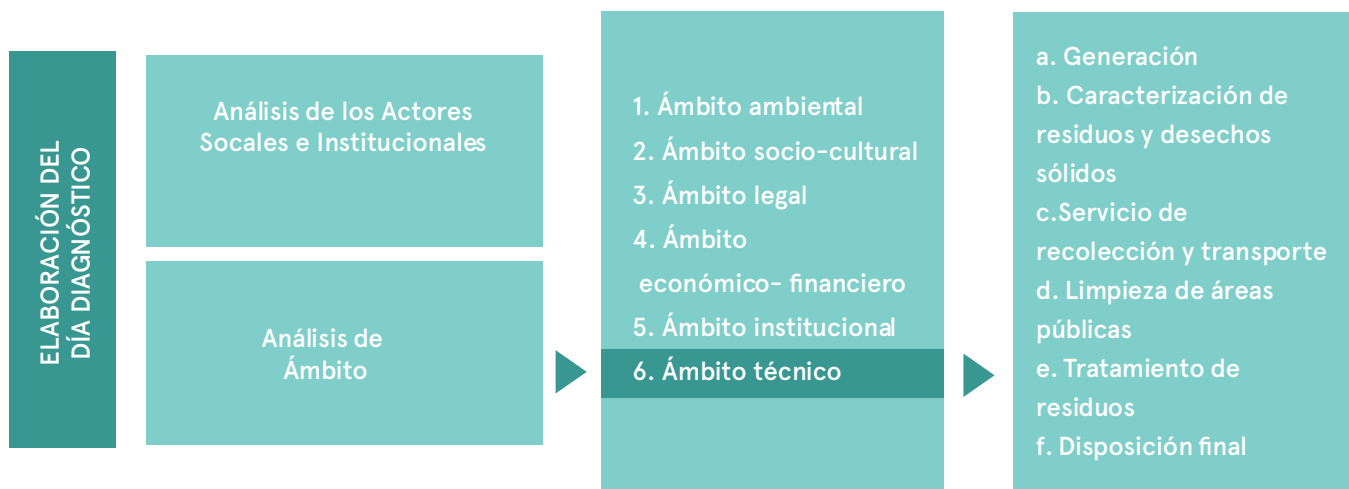 ELABORACIÓN DEL
DÍA DIAGNÓSTICO
Análisis de los Actores
Socales e Institucionales
Análisis de
Ámbito
1. Ámbito ambiental
2. Ámbito socio-cultural
3. Ámbito legal
4. Ámbito
económico- financiero
5. Ámbito institucional
6. Ámbito técnico
a. Generación
b. Caracterización de
residuos y desechos
sólidos
c.Servicio de
recolección y transporte
d. Limpieza de áreas
públicas
e. Tratamiento de
residuos
f. Disposición final